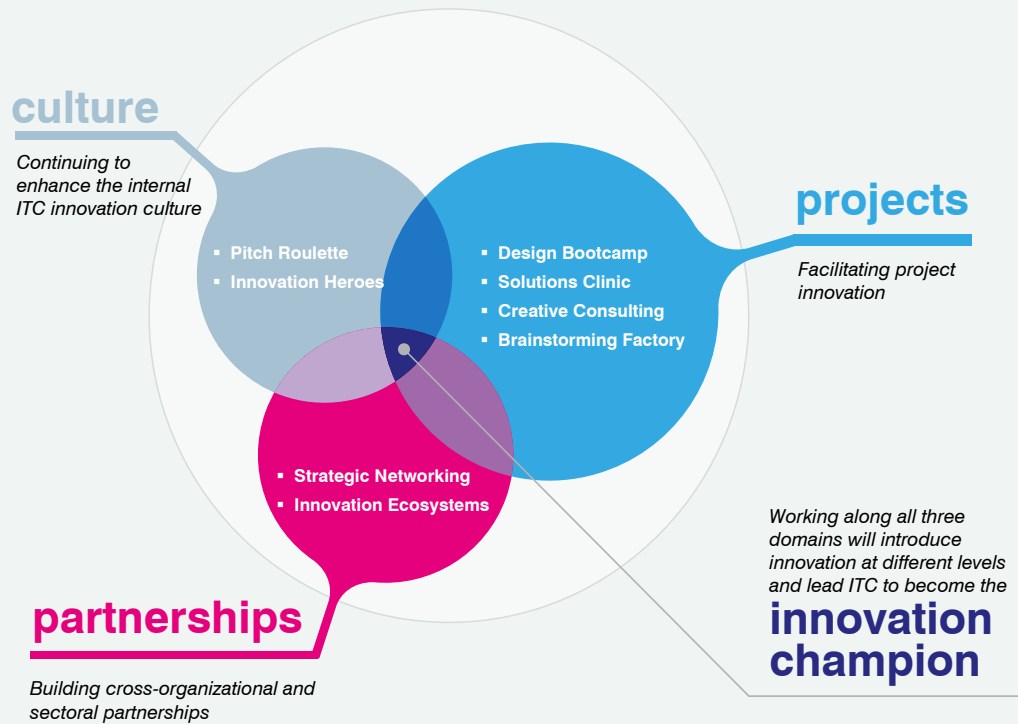 culture
Continuing to
enhance the internal
ITC innovation culture
▪ Pitch Roulette
▪ Innovation Heroes
projects
Facilitating project
innovation
▪ Design Bootcamp
▪ Solutions Clinic
▪ Creative Consulting
▪ Brainstorming Factory
▪ Strategic Networking
▪ Innovation Ecosystems
partnerships
Building cross-organizational and
sectoral partnerships
Working along all three
domains will introduce
innovation at different levels
and lead ITC to become the
innovation
champion